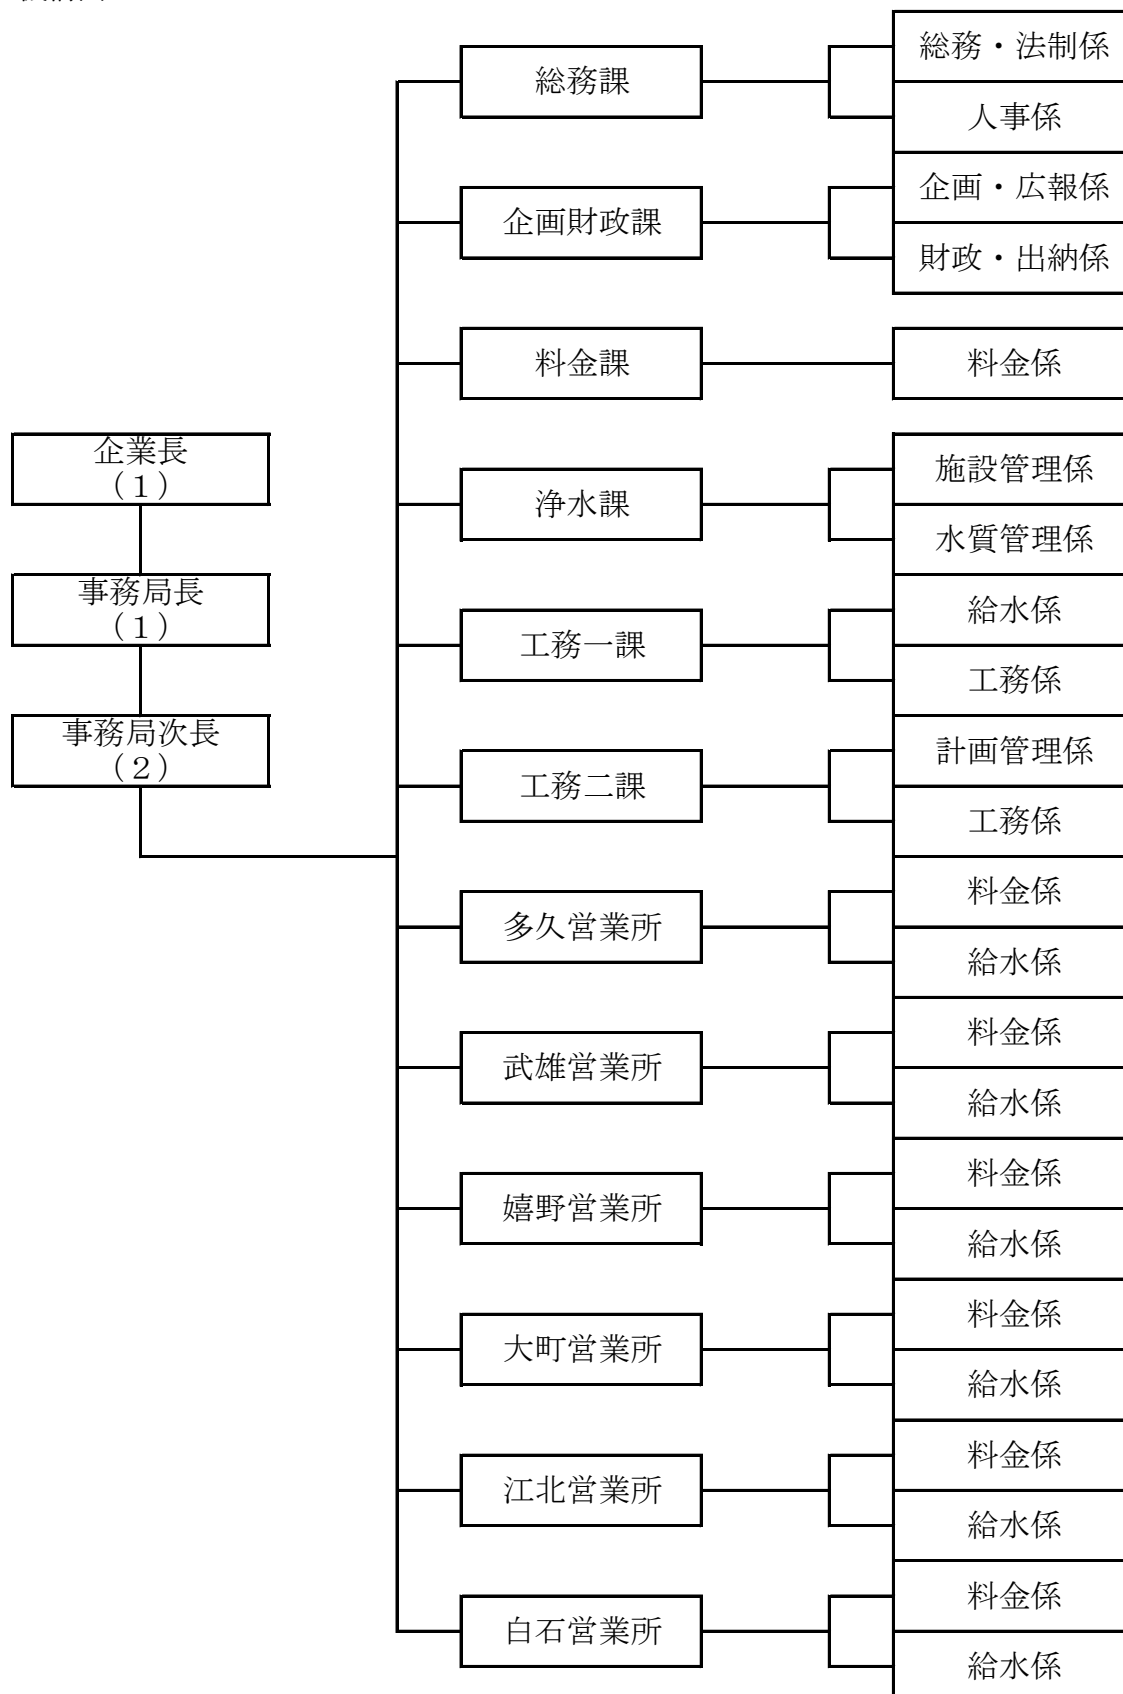 総務・法制係
総務課
人事係
企画・広報係
企画財政課
財政・出納係
料金課
料金係
企業長
（１）
施設管理係
浄水課
水質管理係
事務局長
（１）
給水係
工務一課
工務係
事務局次長
（２）
計画管理係
工務二課
工務係
料金係
多久営業所
給水係
料金係
武雄営業所
給水係
料金係
嬉野営業所
給水係
料金係
大町営業所
給水係
料金係
江北営業所
給水係
料金係
白石営業所
給水係